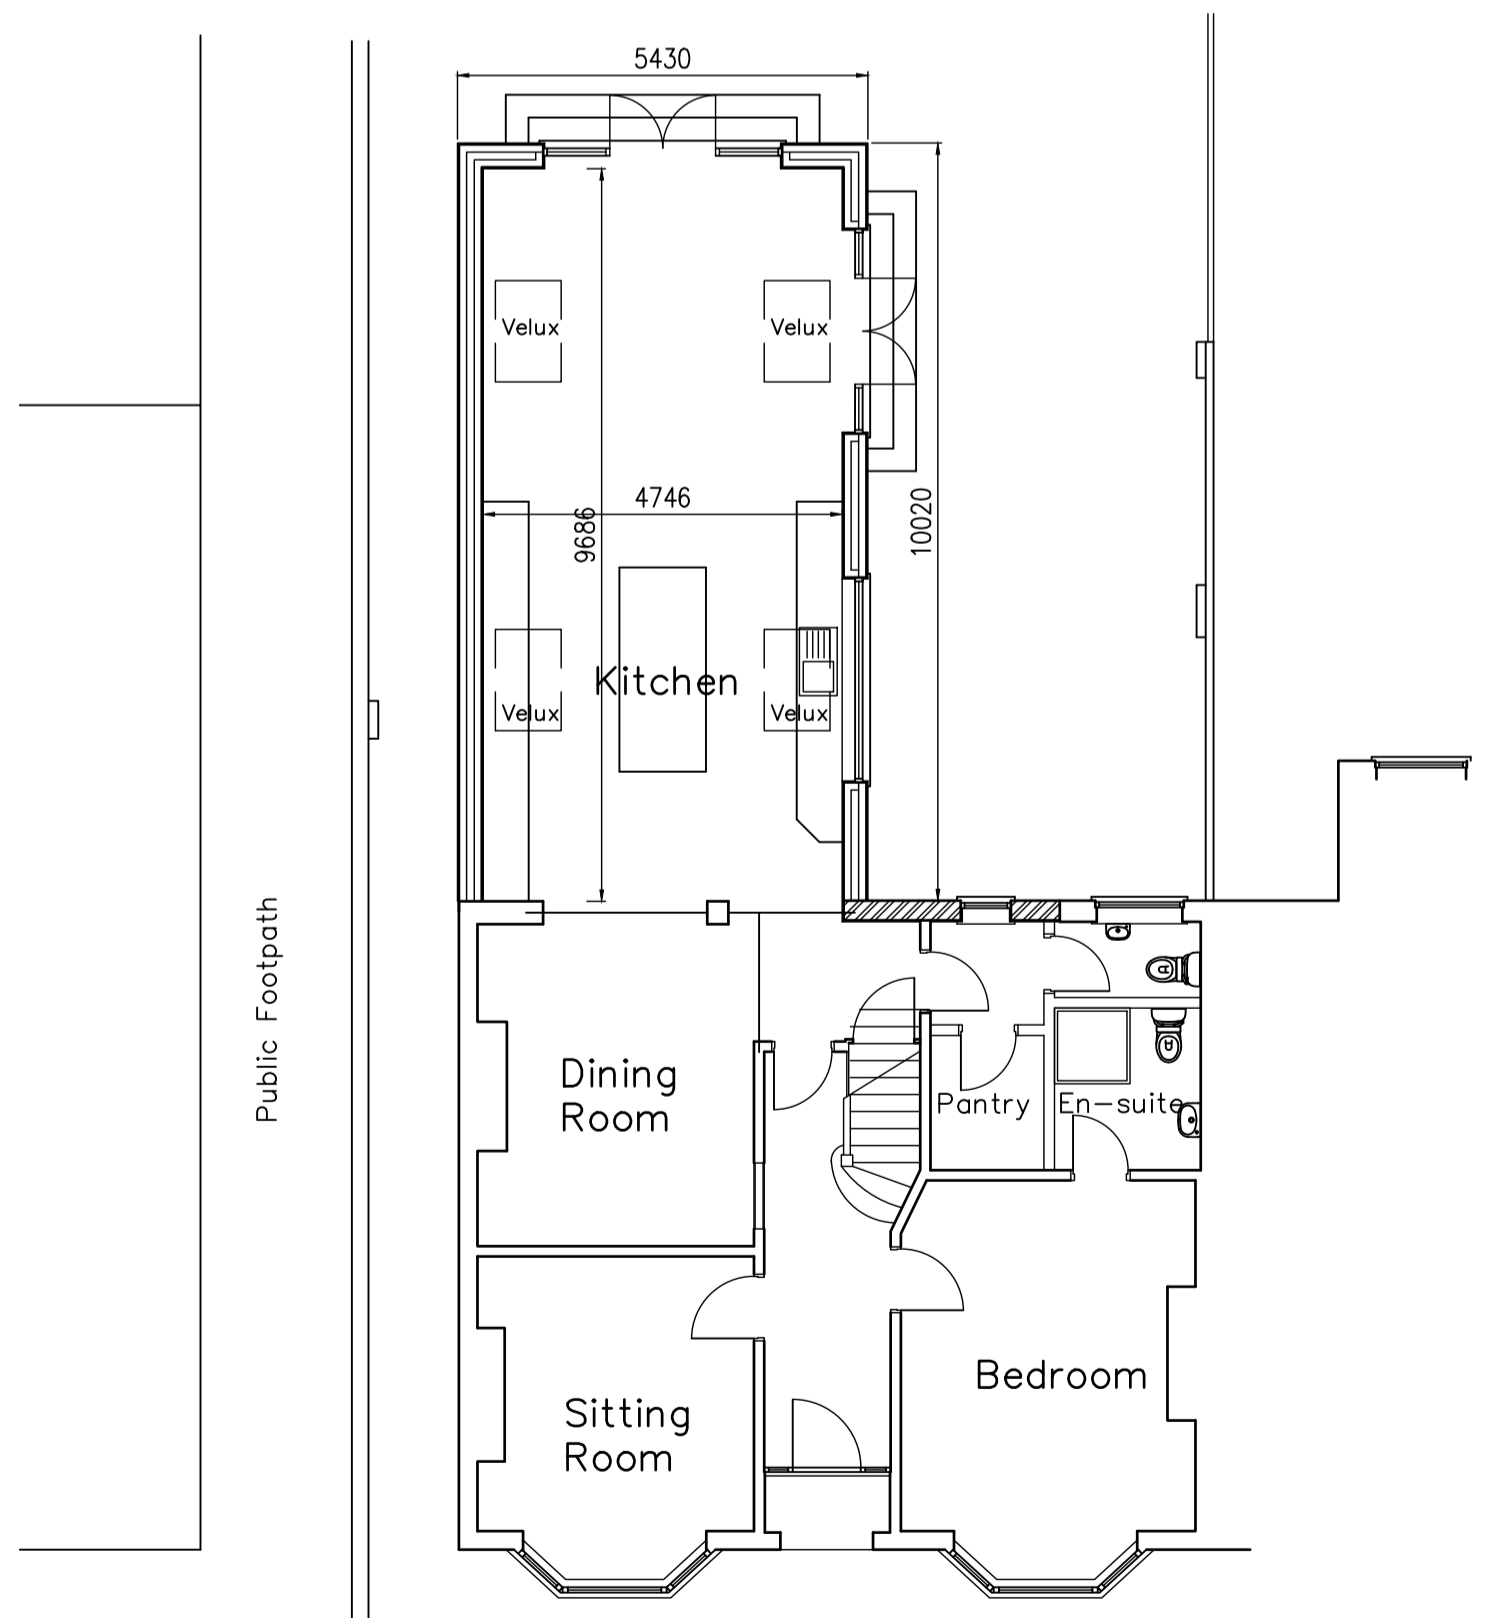 5430
Velux
Velux
4746
9686
10020
Kitchen
Velux
Velux
Public Footpath
Dining
Room
Pantry
En-suite
Bedroom
Sitting
Room